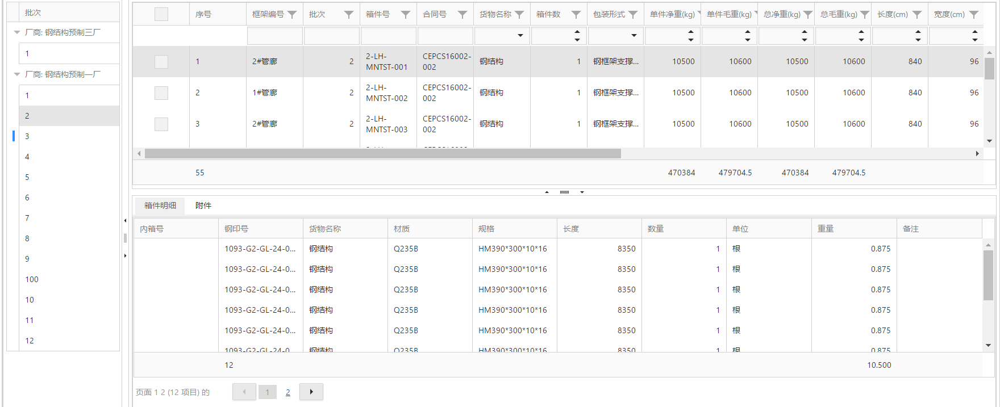 批次
厂商: 钢结构预制三厂
1
厂商: 钢结构预制一厂
1
2
3
4
5
6
7
8
9
100
10
11
12
序号 框架编号 批次 箱件号 合同号 货物名称 箱件数 包装形式 单件净重(kg) 单件毛重(kg) 总净重(kg) 总毛重(kg) 长度(cm) 宽度(cm)
1 2#管廊 2 2-LH-MNTST-001 CEPCS16002-002 钢结构 1 钢框架支撑... 10500 10600 10500 10600 840 96
2 1#管廊 2 2-LH-MNTST-002 CEPCS16002-002 钢结构 1 钢框架支撑... 10500 10600 10500 10600 840 96
3 2#管廊 2 2-LH-MNTST-003 CEPCS16002-002 钢结构 1 钢框架支撑... 10500 10600 10500 10600 840 96
55 470384 479704.5 470384 479704.5
箱件明细 附件
内箱号 钢印号 货物名称 材质 规格 长度 数量 单位 重量 备注
1093-G2-GL-24-0... 钢结构 Q235B HM390*300*10*16 8350 1 根 0.875
1093-G2-GL-24-0... 钢结构 Q235B HM390*300*10*16 8350 1 根 0.875
1093-G2-GL-24-0... 钢结构 Q235B HM390*300*10*16 8350 1 根 0.875
1093-G2-GL-24-0... 钢结构 Q235B HM390*300*10*16 8350 1 根 0.875
1093-G2-GL-24-0... 钢结构 Q235B HM390*300*10*16 8350 1 根 0.875
1093-G2-GL-24-0... 钢结构 Q235B HM390*300*10*16 8350 1 根 0.875
12 10.500
页面 1 2 (12 项目) 的 1 2